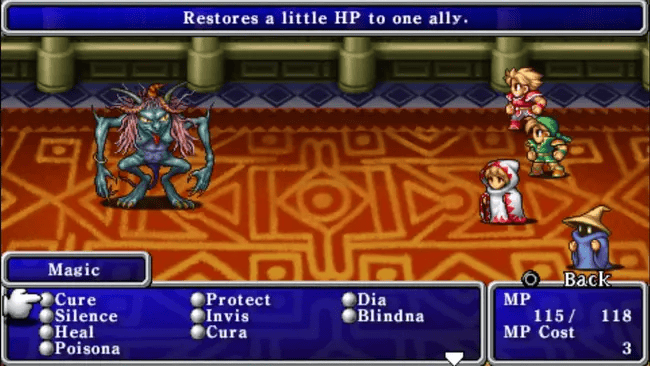 Restores a little HP to one ally.
Magic
Back
Cure Protect Dia
Silence Invis Blindna
Heal Cura
Poisona
MP
115/ 118
MP Cost
3